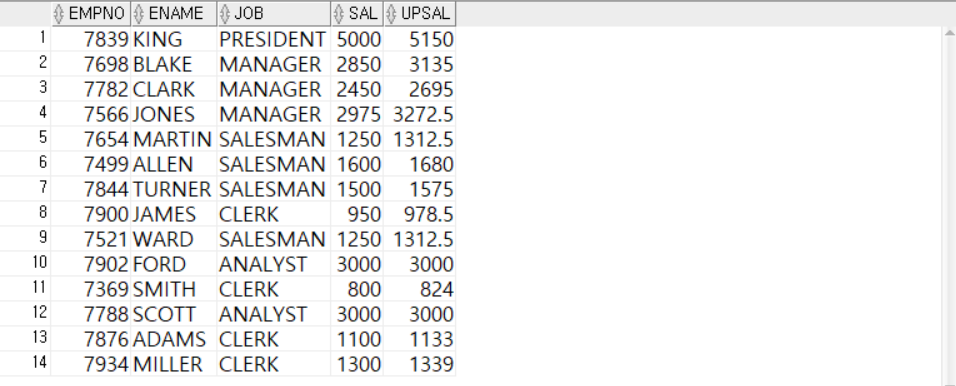 EMPNO ENAME JOB SAL UPSAL
1 7839 KING PRESIDENT 5000 5150
2 7698 BLAKE MANAGER 2850 3135
3 7782 CLARK MANAGER 2450 2695
4 7566 JONES MANAGER 2975 3272.5
5 7654 MARTIN SALESMAN 1250 1312.5
6 7499 ALLEN SALESMAN 1600 1680
7 7844 TURNER SALESMAN 1500 1575
8 7900 JAMES CLERK 950 978.5
9 7521 WARD SALESMAN 1250 1312.5
10 7902 FORD ANALYST 3000 3000
11 7369 SMITH CLERK 800 824
12 7788 SCOTT ANALYST 3000 3000
13 7876 ADAMS CLERK 1100 1133
14 7934 MILLER CLERK 1300 1339